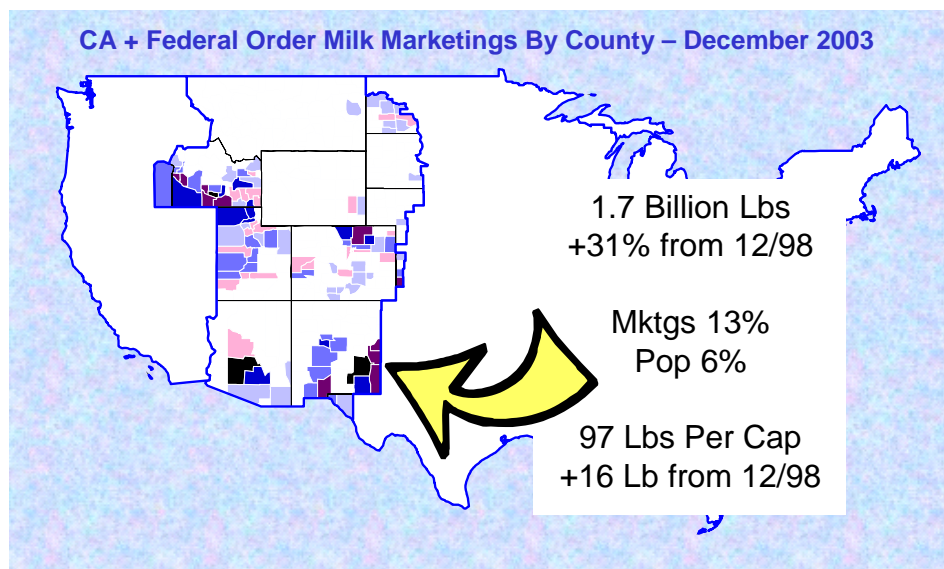 CA + Federal Order Milk Marketings By County – December 2003
1.7 Billion Lbs
+31% from 12/98
Mktgs 13%
Pop 6%
97 Lbs Per Cap
+16 Lb from 12/98